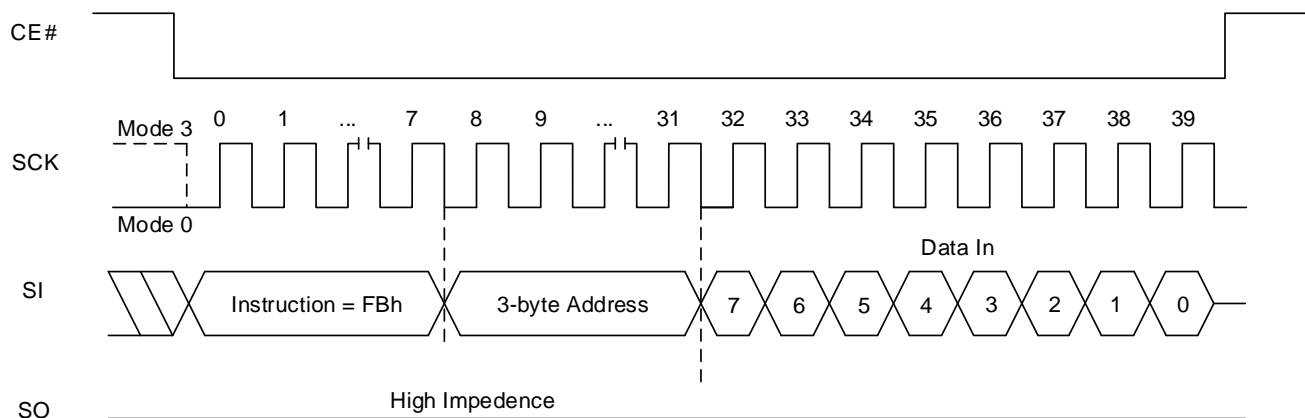 CE#
Mode 3
0 1 ... 7 8 9 ... 31 32 33 34 35 36 37 38 39
SCK
Mode 0
Data In
SI
Instruction = FBh 3-byte Address 7 6 5 4 3 2 1 0
High Impedence
SO